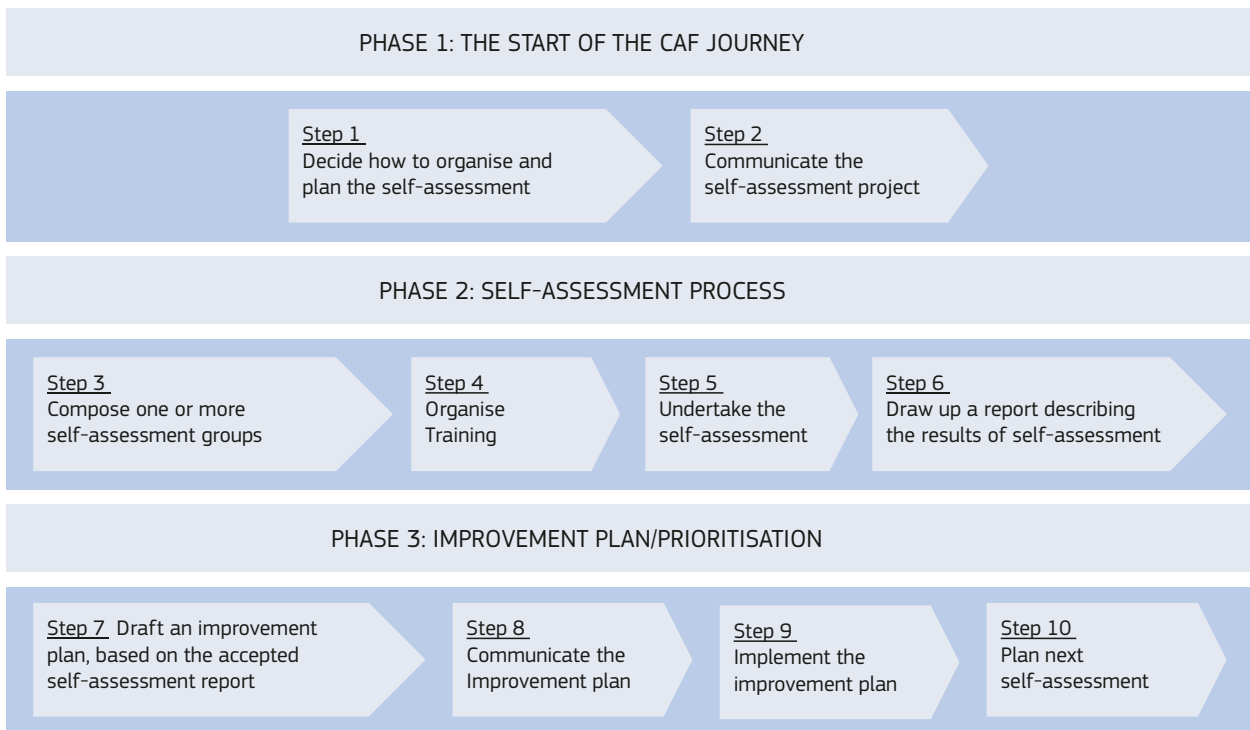 PHASE 1: THE START OF THE CAF JOURNEY
Step 1
Decide how to organise and
plan the self-assessment
Step 2
Communicate the
self-assessment project
PHASE 2: SELF-ASSESSMENT PROCESS
Step 3
Compose one or more
self-assessment groups
Step 4
Organise
Training
Step 5
Undertake the
self-assessment
Step 6
Draw up a report describing
the results of self-assessment
PHASE 3: IMPROVEMENT PLAN/PRIORITISATION
Step 7 Draft an improvement
plan, based on the accepted
self-assessment report
Step 8
Communicate the
Improvement plan
Step 9
Implement the
improvement plan
Step 10
Plan next
self-assessment